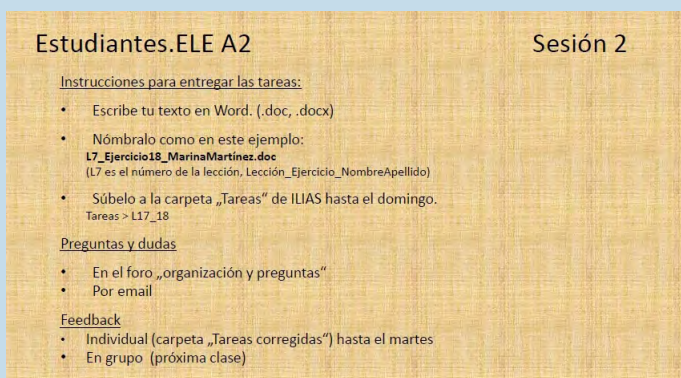 Estudiantes.ELE A2 Sesión 2
Instrucciones para entregar las tareas:
• Escribe tu texto en Word. (.doc, .docx)
• Nómbralo como en este ejemplo:
L7_Ejercicio18_MarinaMartínez.doc
(L7 es el número de la lección, Lección_Ejercicio_NombreApellido)
• Súbelo a la carpeta „Tareas“ de ILIAS hasta el domingo.
Tareas > L17_18
Preguntas y dudas
• En el foro „organización y preguntas“
• Por email
Feedback
• Individual (carpeta „Tareas corregidas“) hasta el martes
• En grupo (próxima clase)